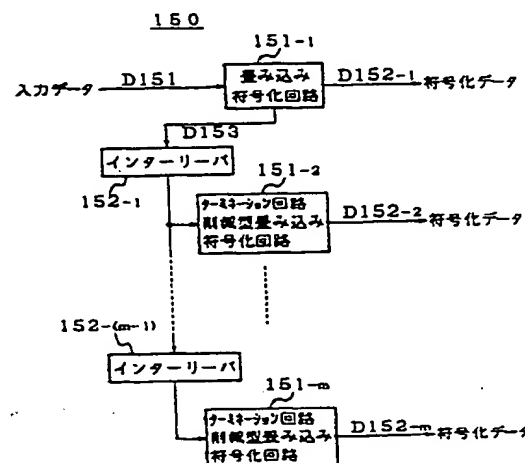 150
151-1
入力データ
D151
畳み込み
符号化回路
D152-1
符号化データ
D153
インターリーバ
152-1
151-2
ターミネーション回路
削減型畳み込み
符号化回路
D152-2
符号化データ
152-(m-1)
インターリーバ
151-m
ターミネーション回路
削減型畳み込み
符号化回路
D152-m
符号化データ